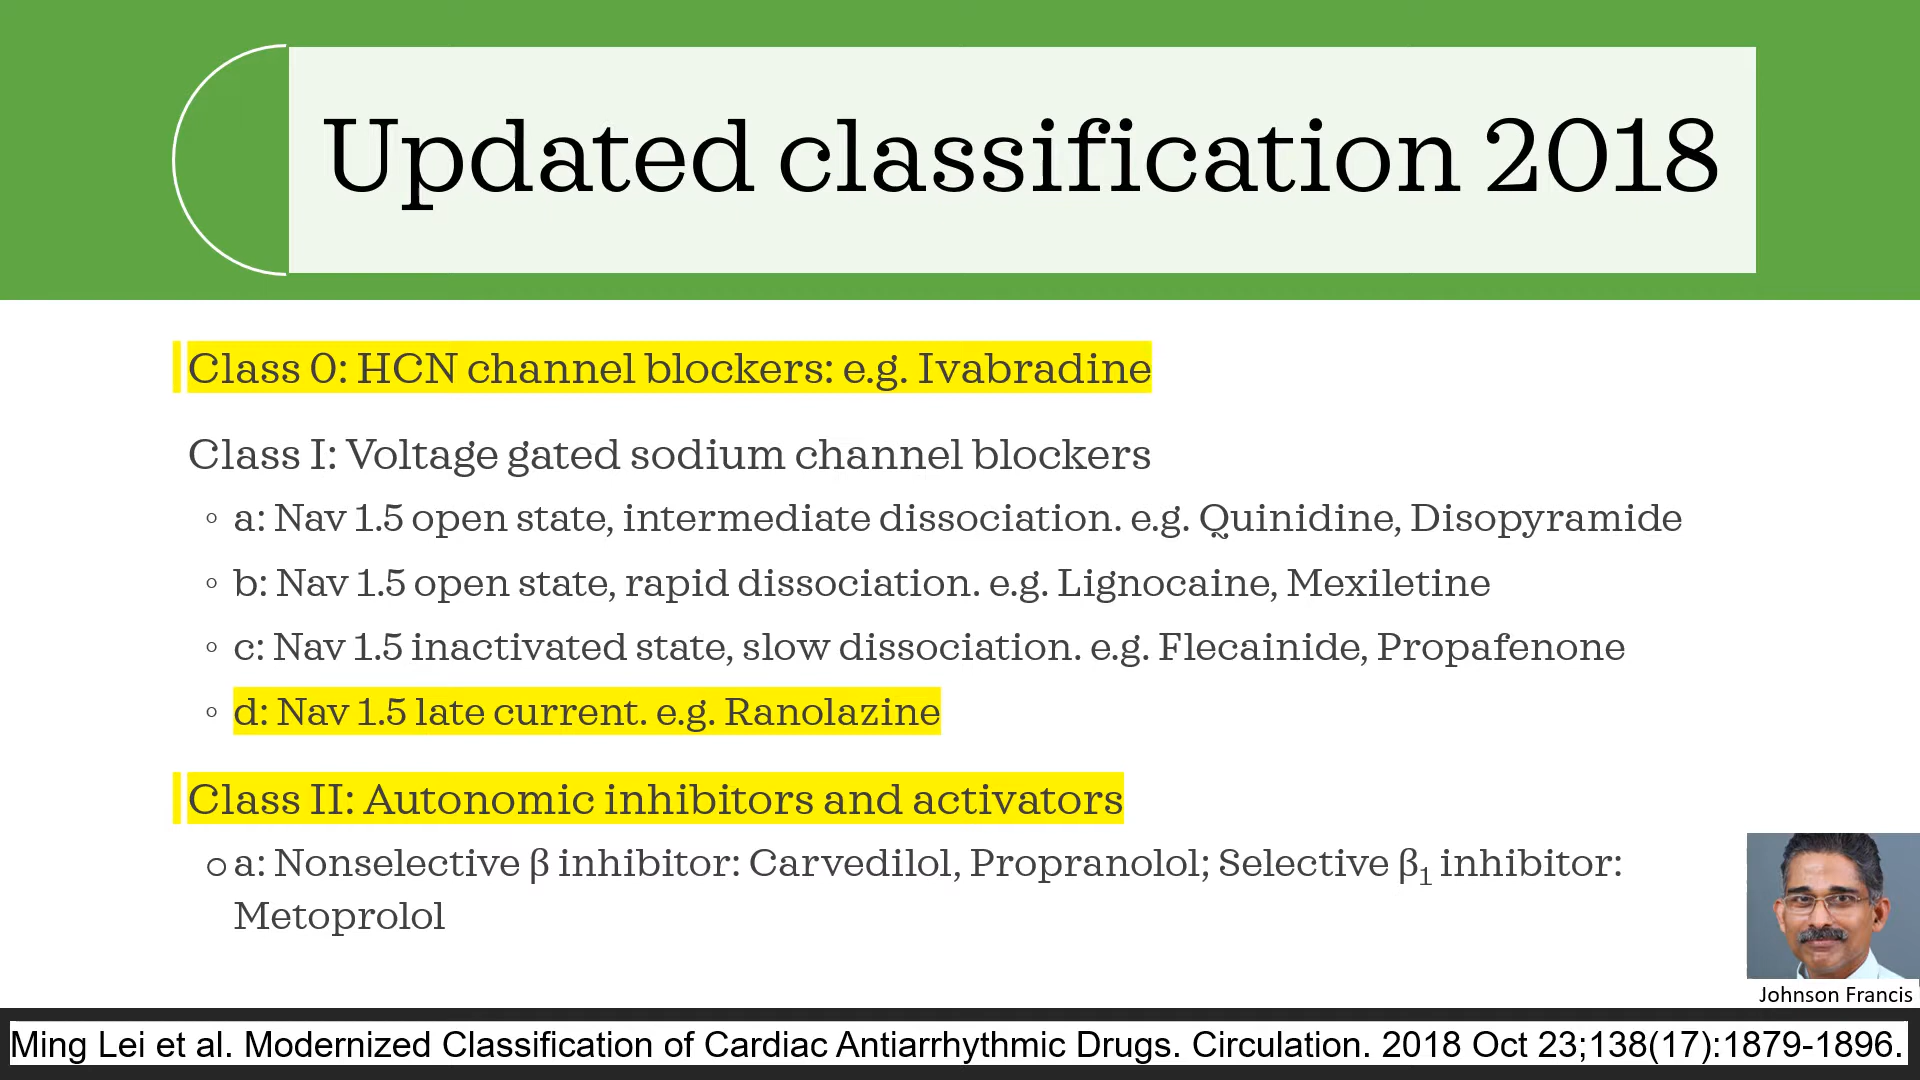 Updated classification 2018
Class 0: HCN channel blockers: e.g. Ivabradine
Class I: Voltage gated sodium channel blockers
◦ a: Nav 1.5 open state, intermediate dissociation. e.g. Quinidine, Disopyramide
◦ b: Nav 1.5 open state, rapid dissociation. e.g. Lignocaine, Mexiletine
◦ c: Nav 1.5 inactivated state, slow dissociation. e.g. Flecainide, Propafenone
◦ d: Nav 1.5 late current. e.g. Ranolazine
Class II: Autonomic inhibitors and activators
o a: Nonselective β inhibitor: Carvedilol, Propranolol; Selective β₁ inhibitor:
Metoprolol
Johnson Francis
Ming Lei et al. Modernized Classification of Cardiac Antiarrhythmic Drugs. Circulation. 2018 Oct 23;138(17):1879-1896.